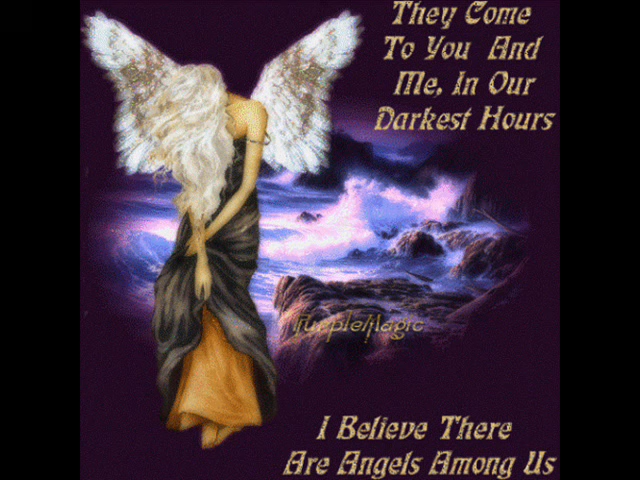 They Come
To You And
Me, In Our
Darkest Hours
PurpleMagic
I Believe There
Are Angels Among Us